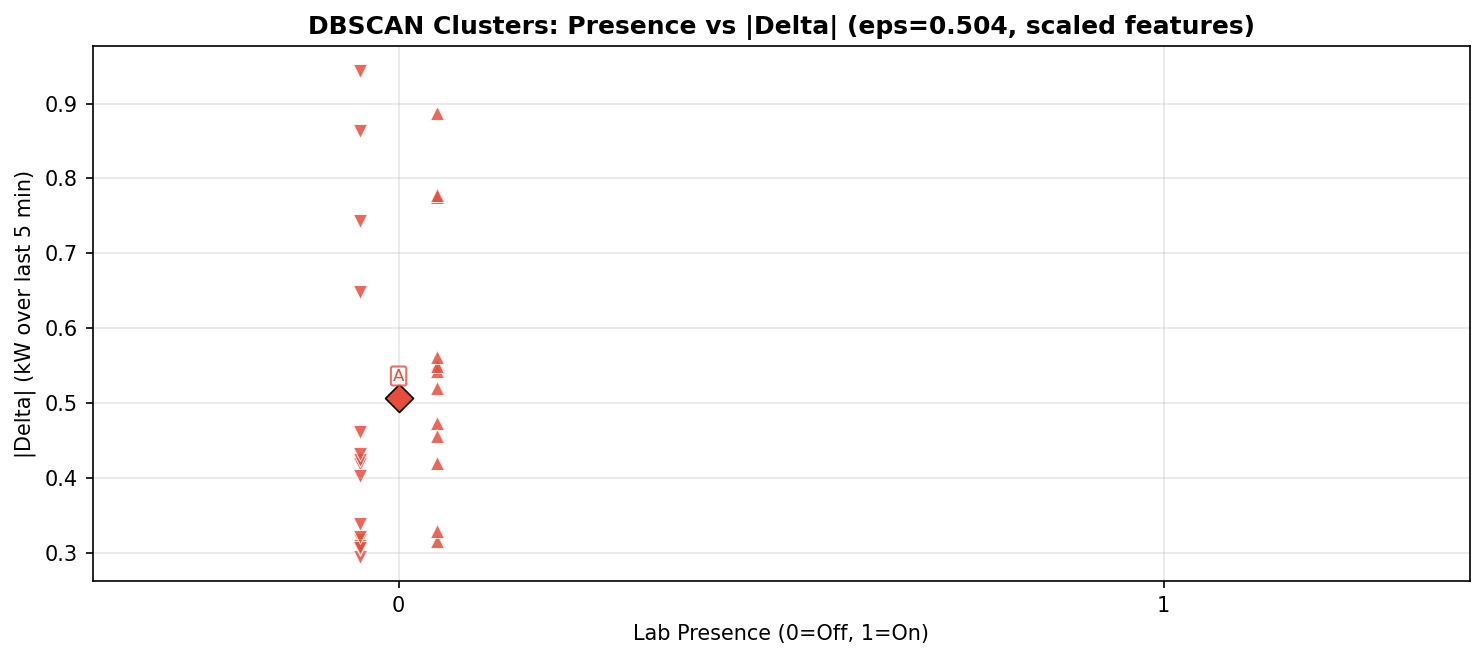 DBSCAN Clusters: Presence vs |Delta| (eps=0.504, scaled features)
|Delta| (kW over last 5 min)
0.9
0.8
0.7
0.6
0.5
0.4
0.3
A
0
1
Lab Presence (0=Off, 1=On)